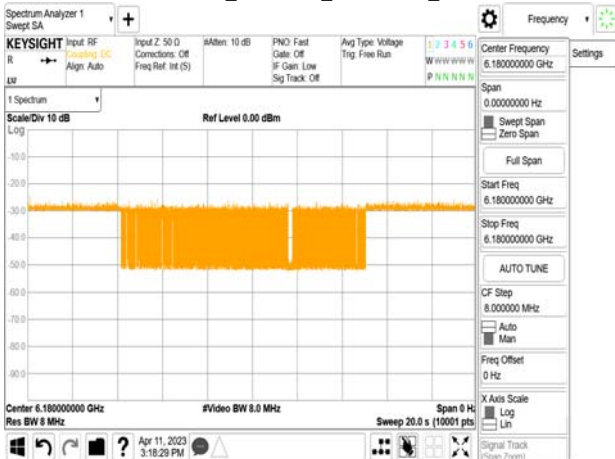 Spectrum Analyzer 1
Swept SA
+
Frequency
KEYSIGHT
R
LXI
Input: RF
Coupling: DC
Align: Auto
Input Z: 50 Ω
Corrections: Off
Freq Ref: Int (S)
#Atten: 10 dB
PNO: Fast
Gate: Off
IF Gain: Low
Sig Track: Off
Avg Type: Voltage
Trig: Free Run
1 2 3 4 5 6
W W W W W W
P N N N N N
Center Frequency
6.180000000 GHz
Settings
Span
0.00000000 Hz
Swept Span
Zero Span
Full Span
Start Freq
6.180000000 GHz
Stop Freq
6.180000000 GHz
AUTO TUNE
CF Step
8.000000 MHz
Auto
Man
Freq Offset
0 Hz
X Axis Scale
Log
Lin
Signal Track
(Span Zoom)
1 Spectrum
Scale/Div 10 dB
Ref Level 0.00 dBm
Log
-10.0
-20.0
-30.0
-40.0
-50.0
-60.0
-70.0
-80.0
-90.0
Center 6.180000000 GHz
Res BW 8 MHz
#Video BW 8.0 MHz
Span 0 Hz
Sweep 20.0 s (10001 pts
?
Apr 11, 2023
3:18:29 PM